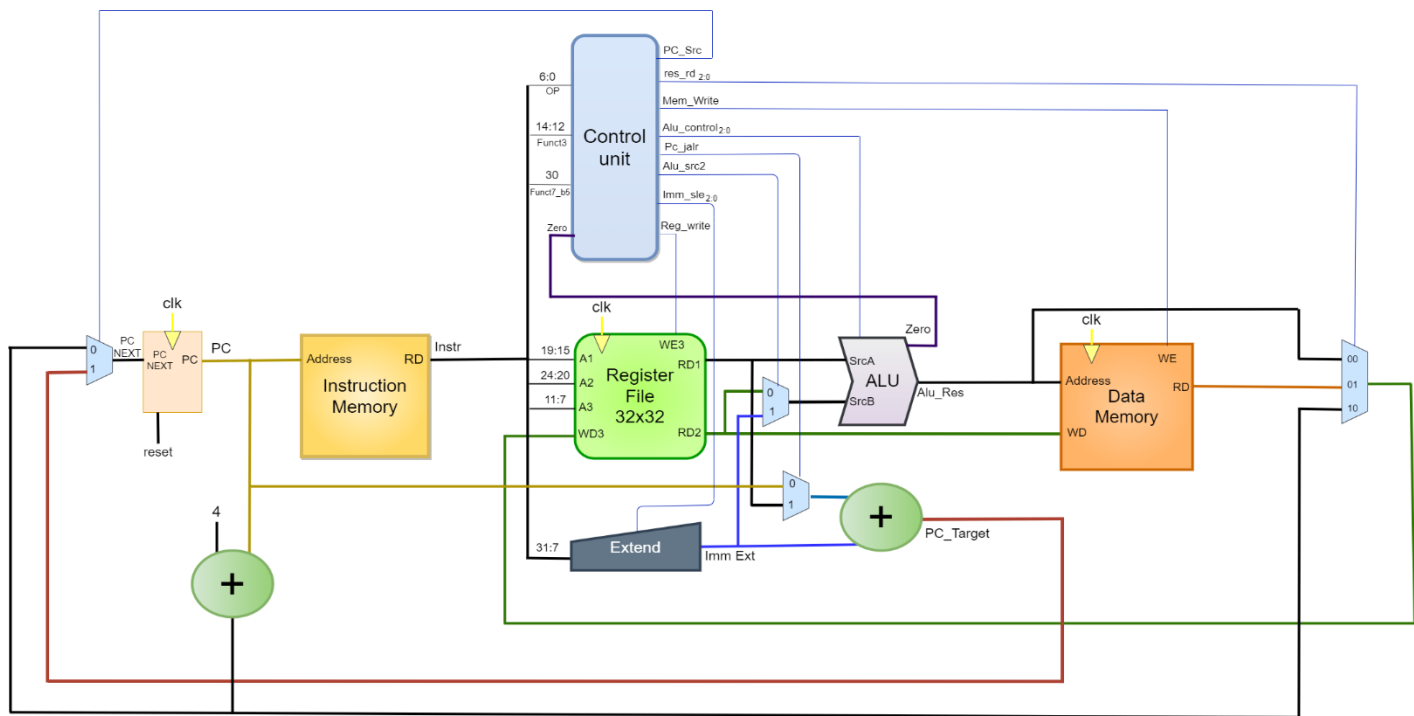 PC_Src
res_rd 2:0
Mem_Write
Alu_control2:0
Pc_jalr
Alu_src2
Imm_sle2:0
Reg_write
6:0
OP
14:12
Funct3
30
Funct7_b5
Zero
Control
unit
clk
PC
NEXT
0
1
PC
NEXT
PC
PC
reset
Address
RD
Instruction
Memory
Instr
clk
19:15
24:20
11:7
A1
A2
A3
WD3
WE3
RD1
RD2
Register
File
32x32
0
1
SrcA
SrcB
ALU
Zero
Alu_Res
clk
Address
WE
RD
WD
Data
Memory
00
01
10
0
1
+
PC_Target
4
+
31:7
Extend
Imm Ext